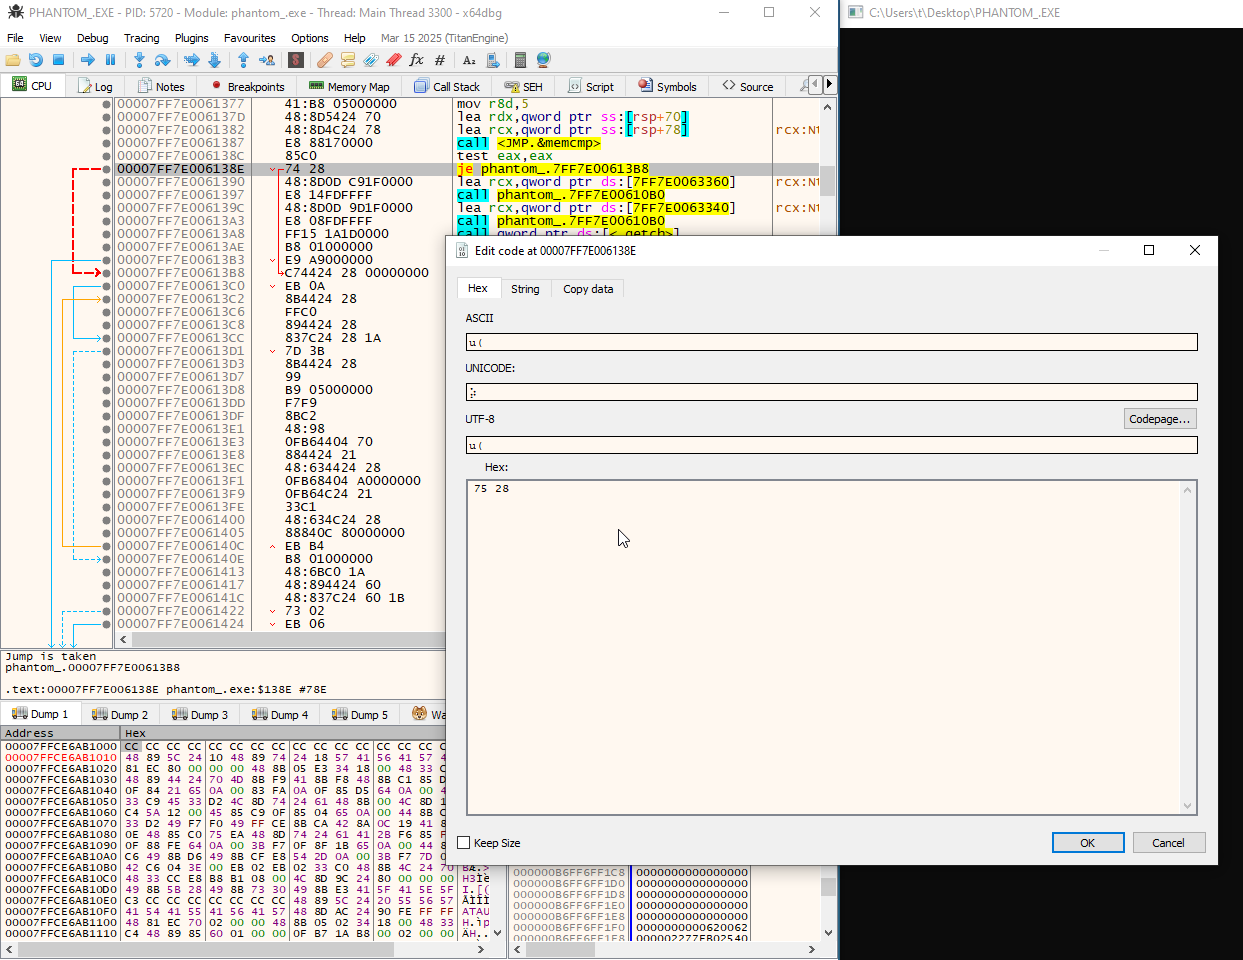 PHANTOM_.EXE - PID: 5720 - Module: phantom_.exe - Thread: Main Thread 3300 - x64dbg
C:\Users\t\Desktop\PHANTOM_.EXE
File View Debug Tracing Plugins Favourites Options Help Mar 15 2025 (TitanEngine)
CPU Log Notes Breakpoints Memory Map Call Stack SEH Script Symbols Source
00007FF7E0061377 41:B8 05000000 mov r8d,5
00007FF7E006137D 48:8D5424 70 lea rdx,qword ptr ss:[rsp+70]
00007FF7E0061382 48:8D4C24 78 lea rcx,qword ptr ss:[rsp+78] rcx:Nt
00007FF7E0061387 E8 88170000 call <JMP.&memcmp>
00007FF7E006138C 85C0 test eax,eax
00007FF7E006138E 74 28 je phantom_.7FF7E00613B8
00007FF7E0061390 48:8D0D C91F0000 lea rcx,qword ptr ds:[7FF7E0063360] rcx:Nt
00007FF7E0061397 E8 14FDFFFF call phantom_.7FF7E00610B0
00007FF7E006139C 48:8D0D 9D1F0000 lea rcx,qword ptr ds:[7FF7E0063340] rcx:Nt
00007FF7E00613A3 E8 08FDFFFF call phantom_.7FF7E00610B0
00007FF7E00613A8 FF15 1A1D0000 call qword ptr ds:[<_getch>]
00007FF7E00613AE B8 01000000
00007FF7E00613B3 E9 A9000000
00007FF7E00613B8 C74424 28 00000000
00007FF7E00613C0 EB 0A
00007FF7E00613C2 8B4424 28
00007FF7E00613C6 FFC0
00007FF7E00613C8 894424 28
00007FF7E00613CC 837C24 28 1A
00007FF7E00613D1 7D 3B
00007FF7E00613D3 8B4424 28
00007FF7E00613D7 99
00007FF7E00613D8 B9 05000000
00007FF7E00613DD F7F9
00007FF7E00613DF 8BC2
00007FF7E00613E1 48:98
00007FF7E00613E3 0FB64404 70
00007FF7E00613E8 884424 21
00007FF7E00613EC 48:634424 28
00007FF7E00613F1 0FB68404 A0000000
00007FF7E00613F9 0FB64C24 21
00007FF7E00613FE 33C1
00007FF7E0061400 48:634C24 28
00007FF7E0061405 88840C 80000000
00007FF7E006140C EB B4
00007FF7E006140E B8 01000000
00007FF7E0061413 48:6BC0 1A
00007FF7E0061417 48:894424 60
00007FF7E006141C 48:837C24 60 1B
00007FF7E0061422 73 02
00007FF7E0061424 EB 06
Edit code at 00007FF7E006138E
Hex String Copy data
ASCII
u(
UNICODE:
UTF-8
Codepage...
u(
Hex:
75 28
Keep Size
OK Cancel
Jump is taken
phantom_.00007FF7E00613B8
.text:00007FF7E006138E phantom_.exe:$138E #78E
Dump 1 Dump 2 Dump 3 Dump 4 Dump 5 Wa
Address Hex
00007FFCE6AB1000 CC CC CC CC CC CC CC CC CC CC CC CC CC CC CC
00007FFCE6AB1010 48 89 5C 24 10 48 89 74 24 18 57 41 56 41 57 4
00007FFCE6AB1020 81 EC 80 00 00 00 48 8B 05 E3 34 18 00 48 33 C
00007FFCE6AB1030 48 89 44 24 70 4D 8B F9 41 8B F8 48 8B C1 85 D
00007FFCE6AB1040 0F 84 21 65 0A 00 83 FA 0A 0F 85 D5 64 0A 00 4
00007FFCE6AB1050 33 C9 45 33 D2 4C 8D 74 24 61 48 8B 00 4C 8D 1
00007FFCE6AB1060 C4 5A 12 00 45 85 C9 0F 85 04 65 0A 00 44 8B C
00007FFCE6AB1070 33 D2 49 F7 F0 49 FF CE 8B CA 42 8A 0C 19 41 8
00007FFCE6AB1080 0E 48 85 C0 75 EA 48 8D 74 24 61 41 2B F6 85 F
00007FFCE6AB1090 0F 88 FE 64 0A 00 3B F7 0F 8F 1B 65 0A 00 44 8
00007FFCE6AB10A0 C6 49 8B D6 49 8B CF E8 54 2D 0A 00 3B F7 7D 0
00007FFCE6AB10B0 42 C6 04 3E 00 EB 02 EB 02 33 C0 48 8B 4C 24 70
00007FFCE6AB10C0 48 33 CC E8 B8 B1 08 00 4C 8D 9C 24 80 00 00 00
00007FFCE6AB10D0 49 8B 5B 28 49 8B 73 30 49 8B E3 41 5F 41 5E 5F
00007FFCE6AB10E0 C3 CC CC CC CC CC CC CC 48 89 5C 24 20 55 56 57
00007FFCE6AB10F0 41 54 41 55 41 56 41 57 48 8D AC 24 90 FE FF FF ATAU
00007FFCE6AB1100 48 81 EC 70 02 00 00 48 8B 05 02 34 18 00 48 33
00007FFCE6AB1110 C4 48 89 85 60 01 00 00 0F B7 1A B8 00 02 00 00
000000B6FF6FF1C8 0000000000000000
000000B6FF6FF1D0 0000000000000000
000000B6FF6FF1D8 0000000000000000
000000B6FF6FF1E0 0000000000000000
000000B6FF6FF1E8 0000000000000000
000000B6FF6FF1F0 0000000000620062
000000B6FF6FF1F8 000002277FB02540